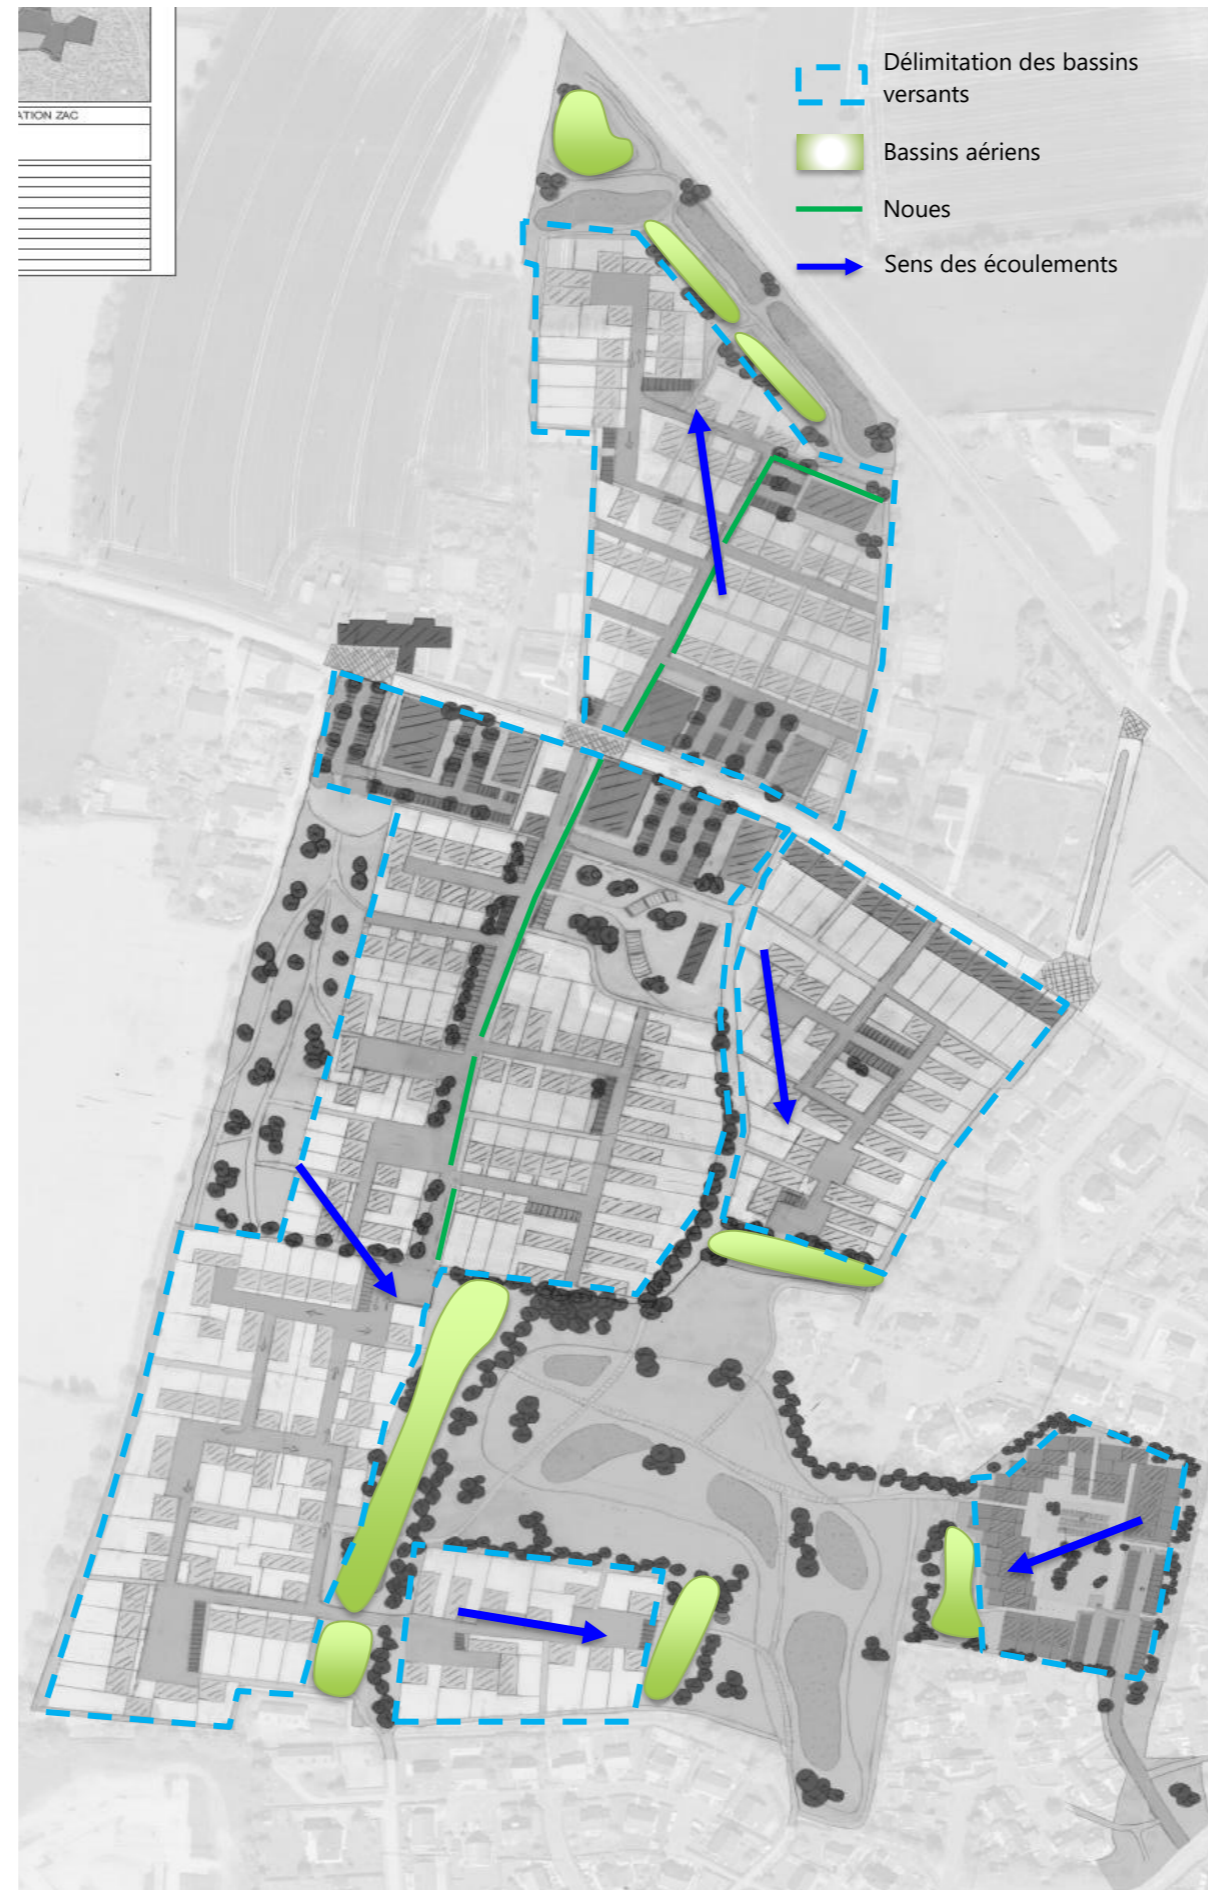 ATION ZAC
Délimitation des bassins
versants
Bassins aériens
Noues
Sens des écoulements